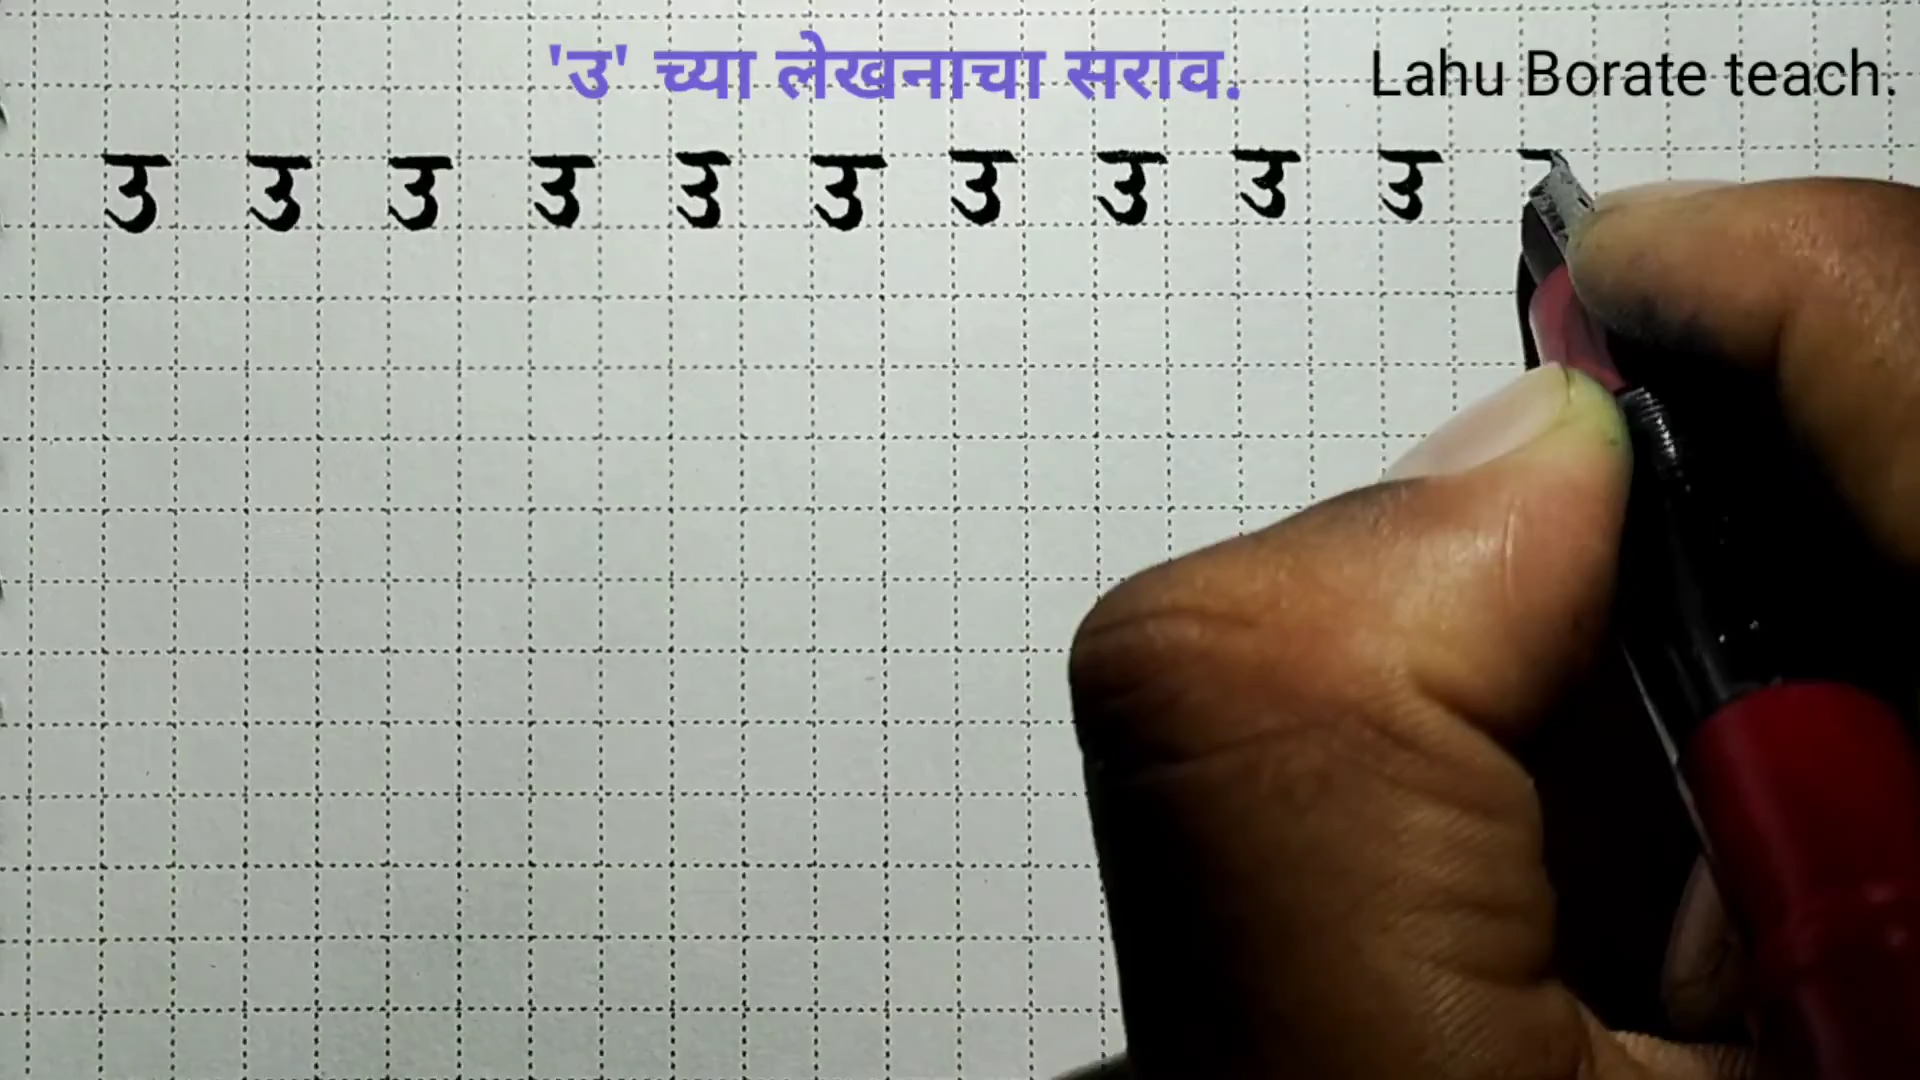 'उ' च्या लेखनाचा सराव. Lahu Borate teach.
उ उ उ उ उ उ उ उ उ उ